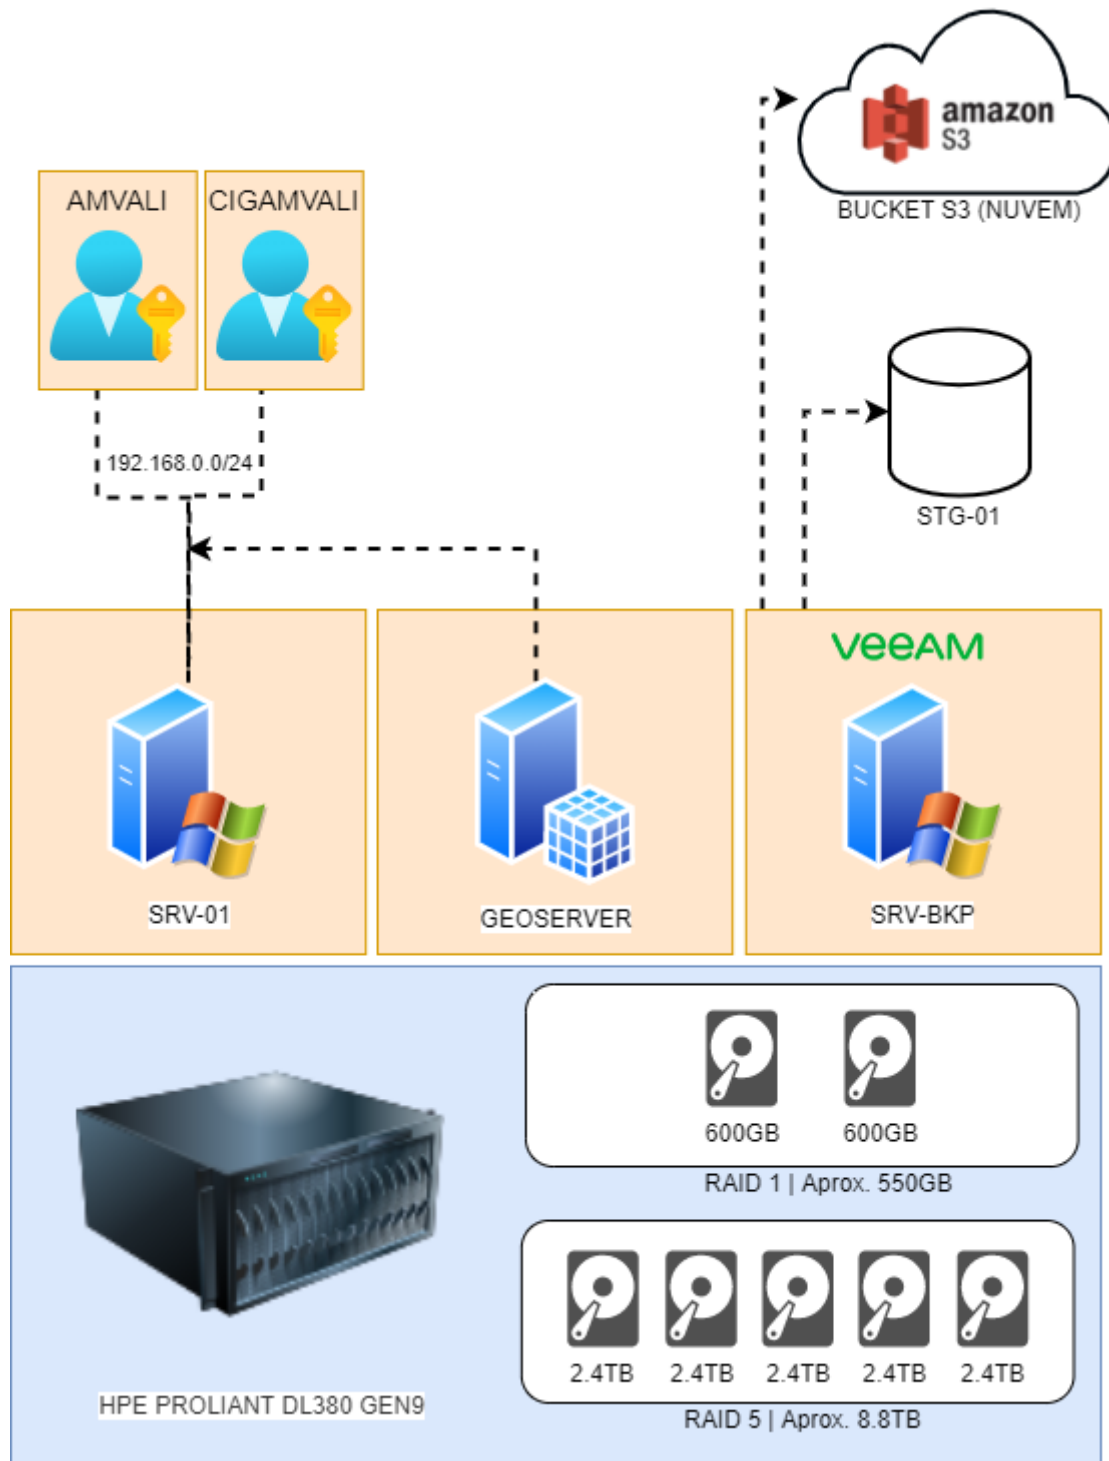 amazon
S3
BUCKET S3 (NUVEM)
AMVALI
CIGAMVALI
192.168.0.0/24
STG-01
veeAM
SRV-01
GEOSERVER
SRV-BKP
600GB
600GB
RAID 1 | Aprox. 550GB
2.4TB
2.4TB
2.4TB
2.4TB
2.4TB
RAID 5 | Aprox. 8.8TB
HPE PROLIANT DL380 GEN9